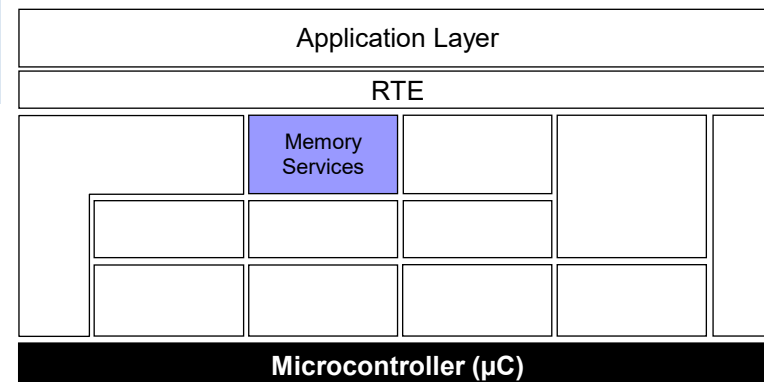 Application Layer
RTE
Memory
Services
Microcontroller (µC)